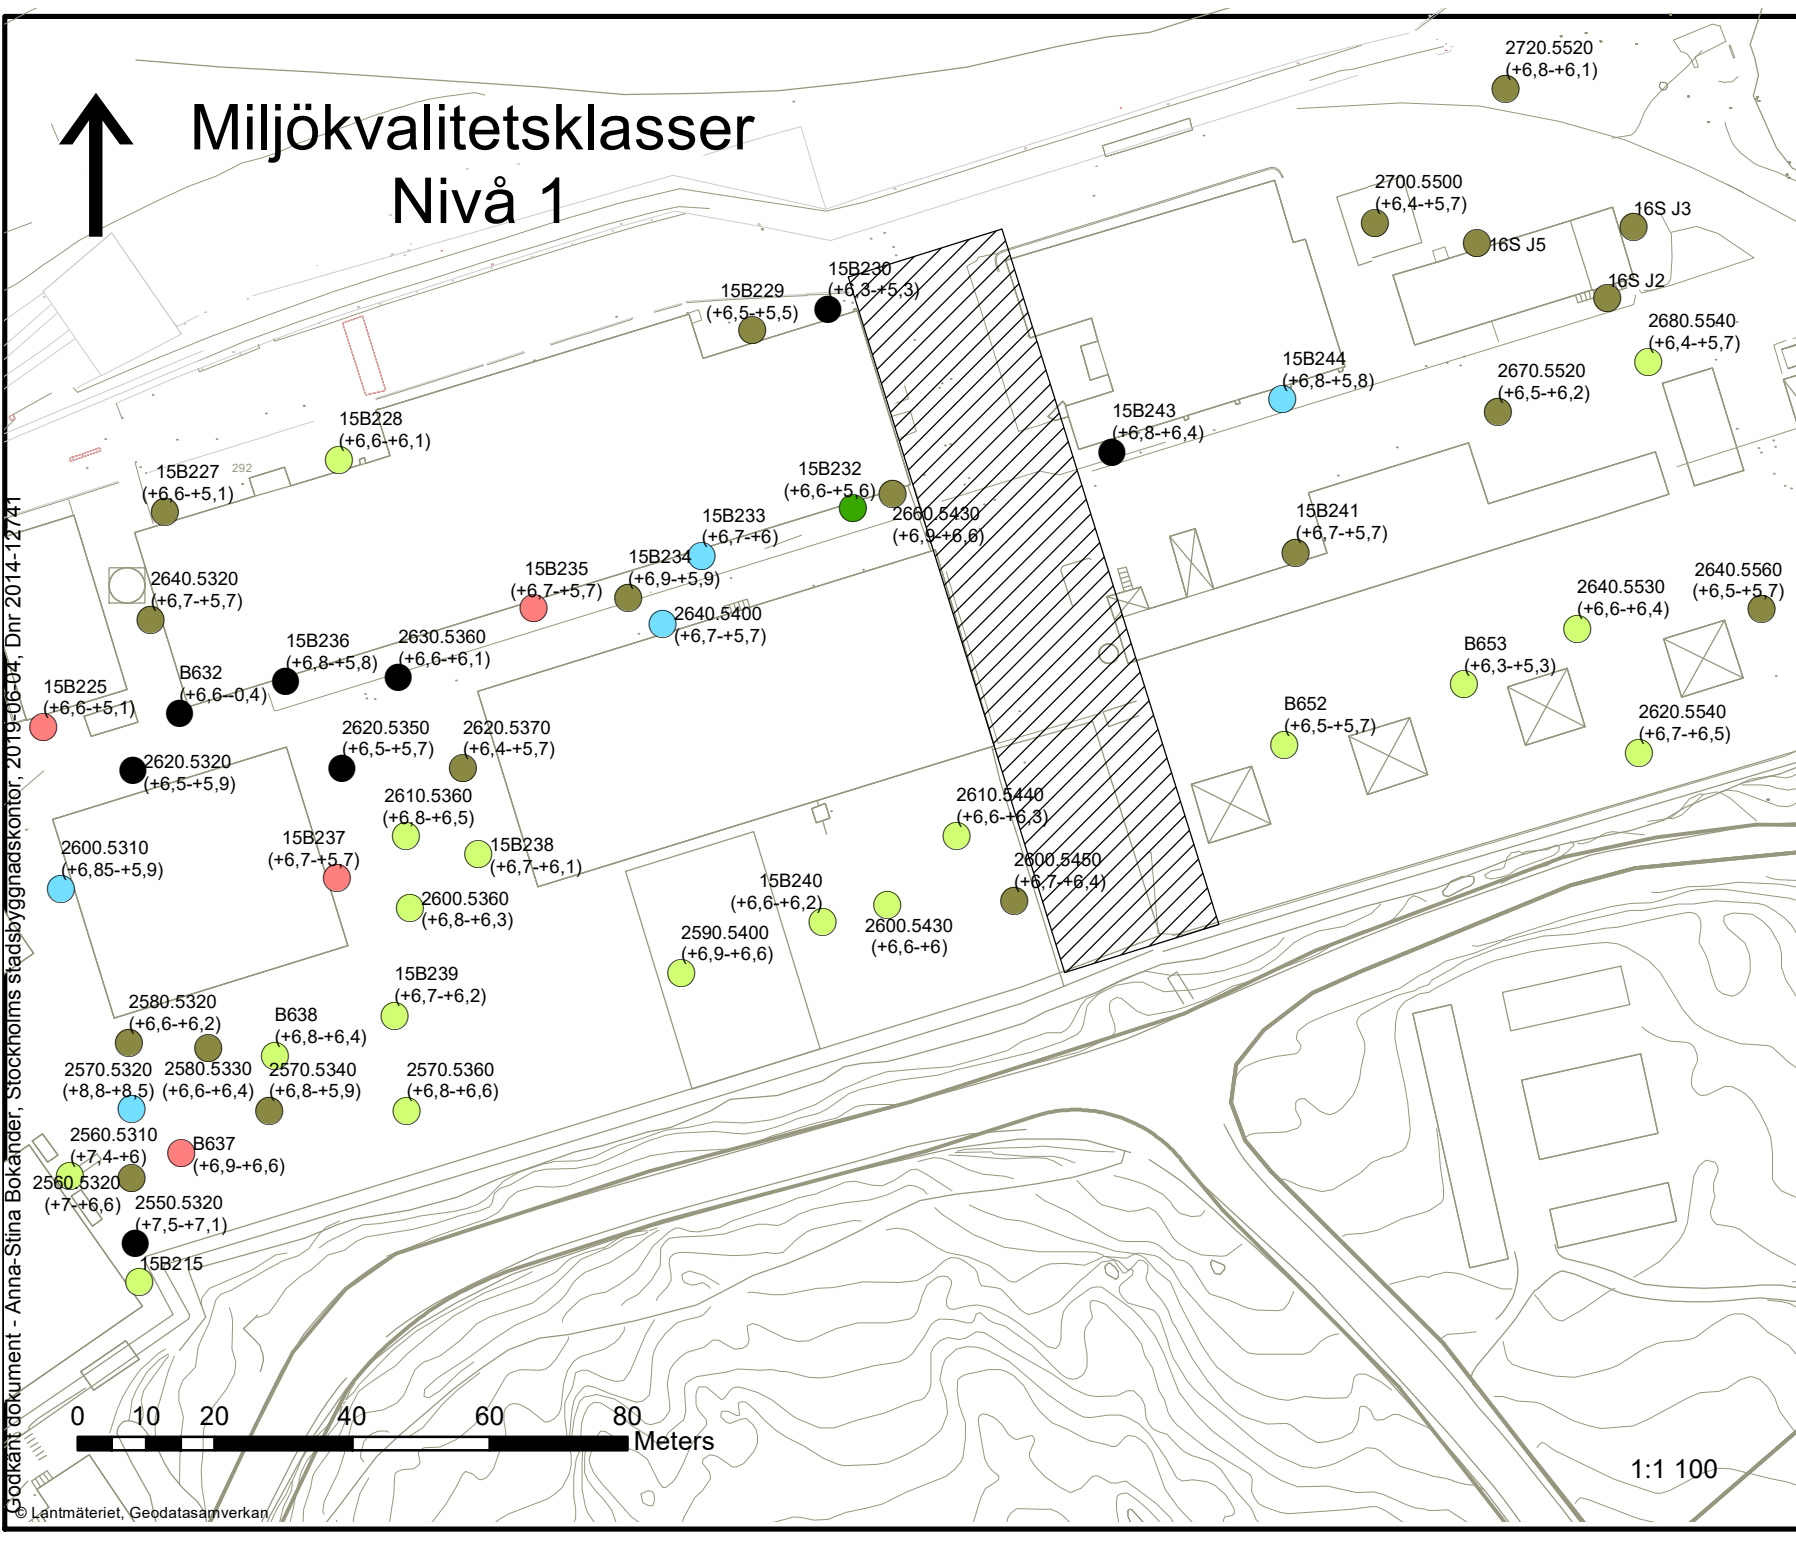 Miljökvalitetsklasser
Nivå 1
2720.5520
(+6,8-+6,1)
2700.5500
(+6,4-+5,7)
16S J5
16S J3
16S J2
15B230
(+6,3-+5,3)
15B229
(+6,5-+5,5)
2680.5540
(+6,4-+5,7)
15B244
(+6,8-+5,8)
2670.5520
(+6,5-+6,2)
15B243
(+6,8-+6,4)
15B228
(+6,6-+6,1)
292
15B227
(+6,6-+5,1)
15B232
(+6,6-+5,6)
2660.5430
(+6,9-+6,6)
15B233
(+6,7-+6)
15B241
(+6,7-+5,7)
15B234
(+6,9-+5,9)
15B235
(+6,7-+5,7)
2640.5320
(+6,7-+5,7)
2640.5400
(+6,7-+5,7)
2640.5530
(+6,6-+6,4)
2640.5560
(+6,5-+5,7)
15B236
(+6,8-+5,8)
2630.5360
(+6,6-+6,1)
B653
(+6,3-+5,3)
B632
(+6,6--0,4)
15B225
(+6,6-+5,1)
B652
(+6,5-+5,7)
2620.5540
(+6,7-+6,5)
2620.5350
(+6,5-+5,7)
2620.5370
(+6,4-+5,7)
2620.5320
(+6,5-+5,9)
2610.5360
(+6,8-+6,5)
2610.5440
(+6,6-+6,3)
15B237
(+6,7-+5,7)
15B238
(+6,7-+6,1)
2600.5310
(+6,85-+5,9)
2600.5450
(+6,7-+6,4)
15B240
(+6,6-+6,2)
2600.5360
(+6,8-+6,3)
2600.5430
(+6,6-+6)
2590.5400
(+6,9-+6,6)
15B239
(+6,7-+6,2)
2580.5320
(+6,6-+6,2)
B638
(+6,8-+6,4)
2570.5320
(+8,8-+8,5)
2580.5330
(+6,6-+6,4)
2570.5340
(+6,8-+5,9)
2570.5360
(+6,8-+6,6)
2560.5310
(+7,4-+6)
B637
(+6,9-+6,6)
2560.5320
(+7-+6,6)
2550.5320
(+7,5-+7,1)
15B215
0 10 20 40 60 80
Meters
1:1 100
© Lantmäteriet, Geodatasamverkan
Godkänt dokument - Anna-Stina Bokander, Stockholms stadsbyggnadskontor, 2019-06-04, Dnr 2014-12741